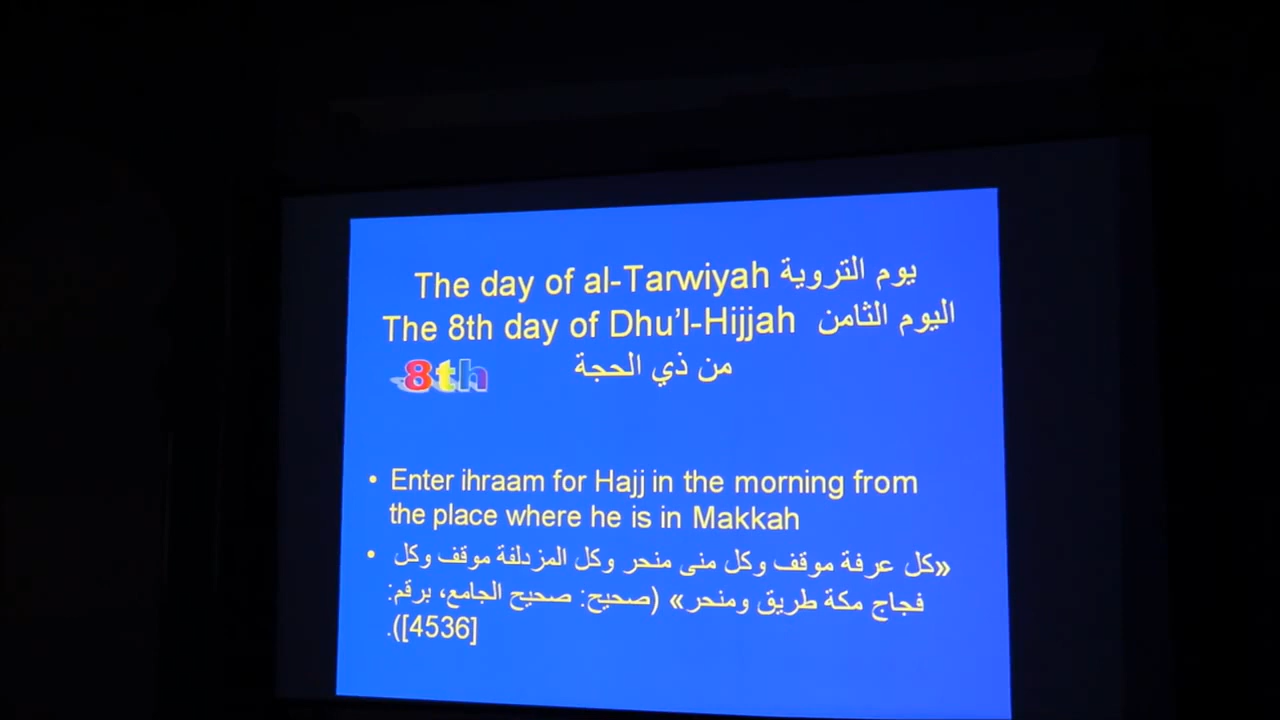 The day of al-Tarwiyah يوم التروية
The 8th day of Dhu’l-Hijjah اليوم الثامن
من ذي الحجة
8th
• Enter ihraam for Hajj in the morning from
the place where he is in Makkah
• «كل عرفة موقف وكل منى منحر وكل المزدلفة موقف وكل
فجاج مكة طريق ومنحر» (صحيح: صحيح الجامع، برقم:
[4536]).